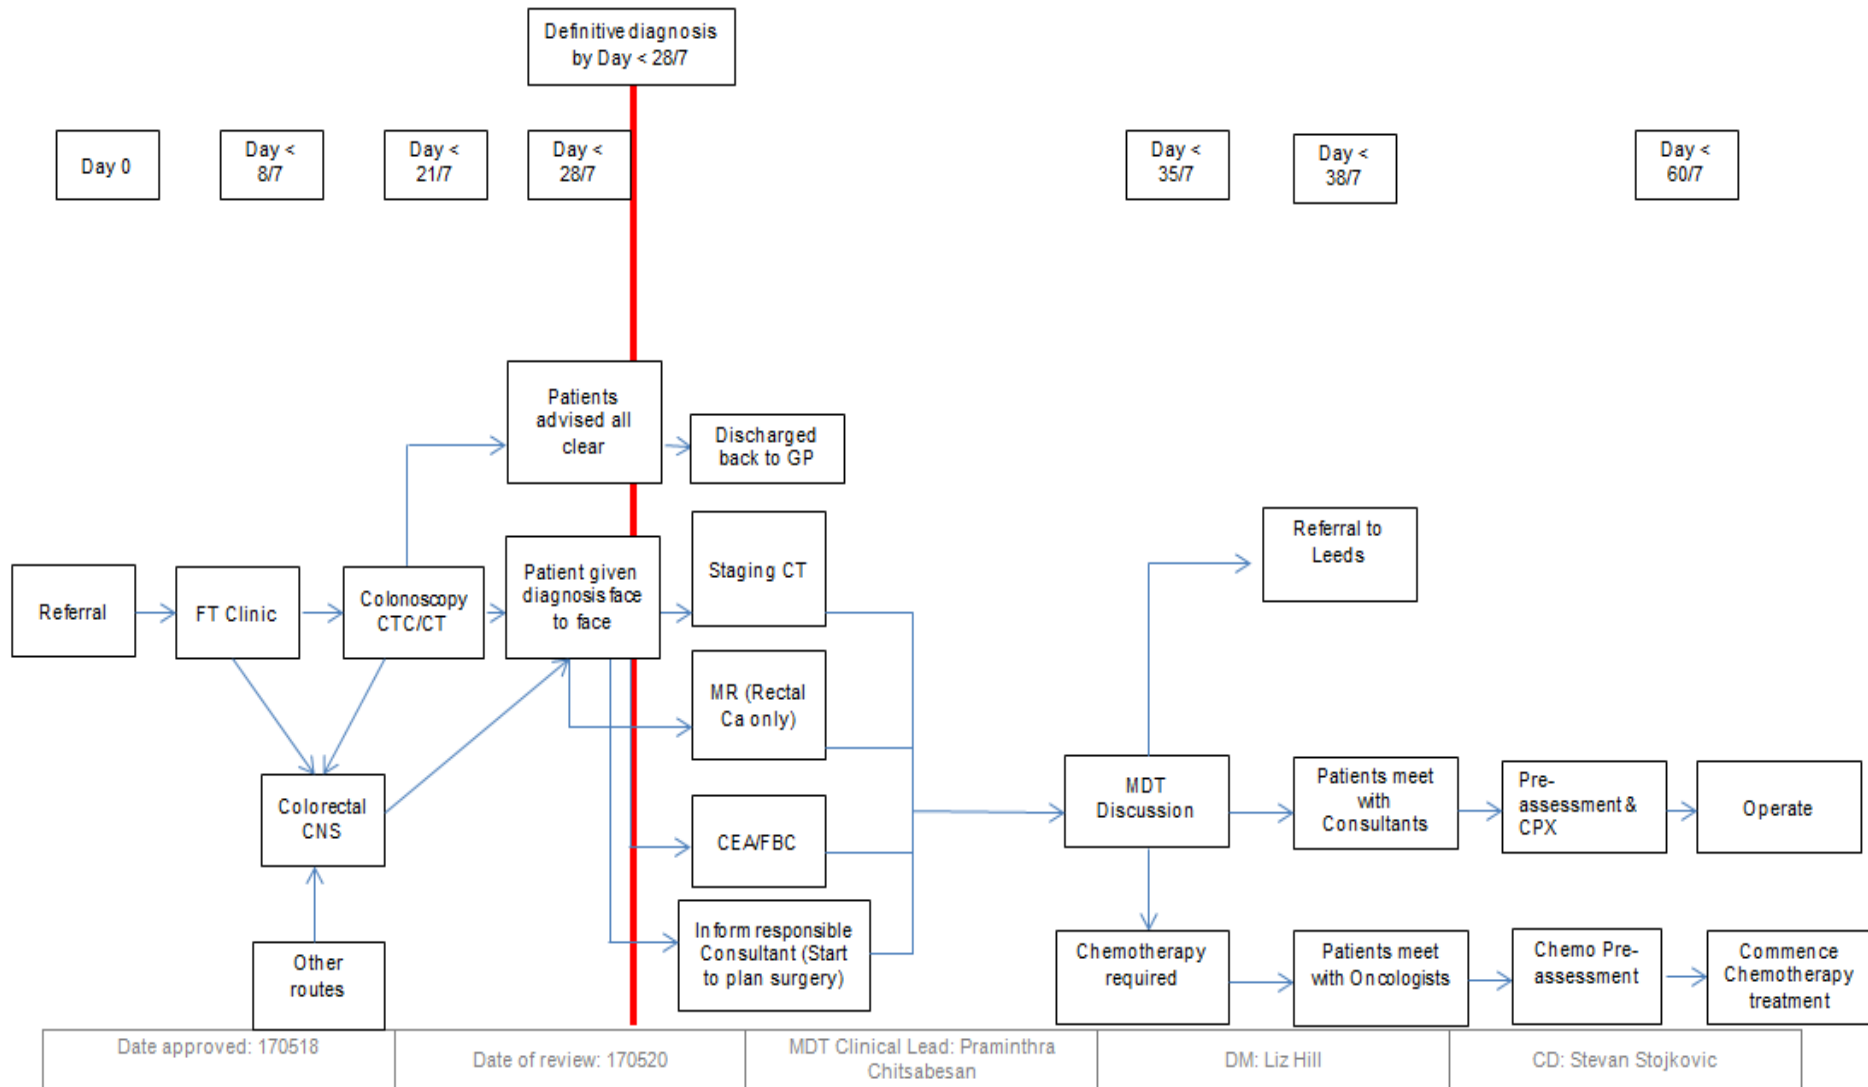 Definitive diagnosis
by Day < 28/7
Day 0
Day <
8/7
Day <
21/7
Day <
28/7
Day <
35/7
Day <
38/7
Day <
60/7
Patients
advised all
clear
Discharged
back to GP
Referral
FT Clinic
Colonoscopy
CTC/CT
Patient given
diagnosis face
to face
Staging CT
Referral to
Leeds
MR (Rectal
Ca only)
Colorectal
CNS
CEA/FBC
MDT
Discussion
Patients meet
with
Consultants
Pre-
assessment &
CPX
Operate
Other
routes
Inform responsible
Consultant (Start
to plan surgery)
Chemotherapy
required
Patients meet
with Oncologists
Chemo Pre-
assessment
Commence
Chemotherapy
treatment
Date approved: 170518
Date of review: 170520
MDT Clinical Lead: Praminthra
Chitsabesan
DM: Liz Hill
CD: Stevan Stojkovic